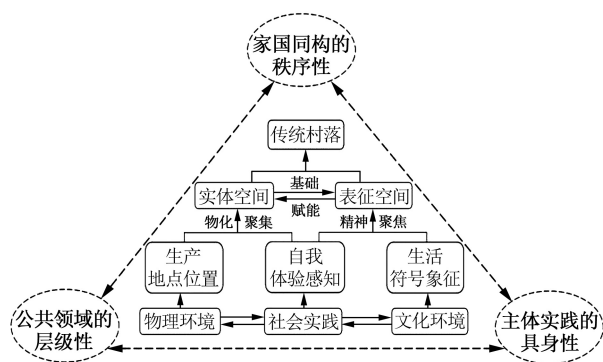 家国同构的
秩序性
传统村落
基础
实体空间
表征空间
赋能
物化
聚集
精神
聚焦
生产
地点位置
自我
体验感知
生活
符号象征
公共领域的
层级性
物理环境
社会实践
文化环境
主体实践的
具身性